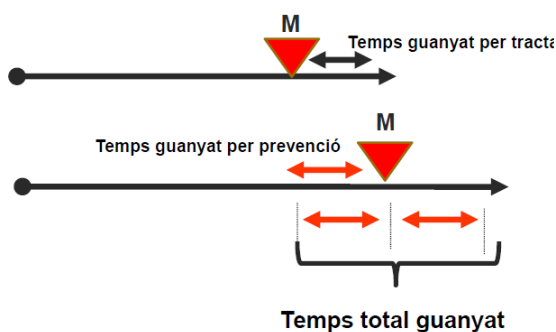 M
Temps guanyat per tracta
M
Temps guanyat per prevenció
Temps total guanyat